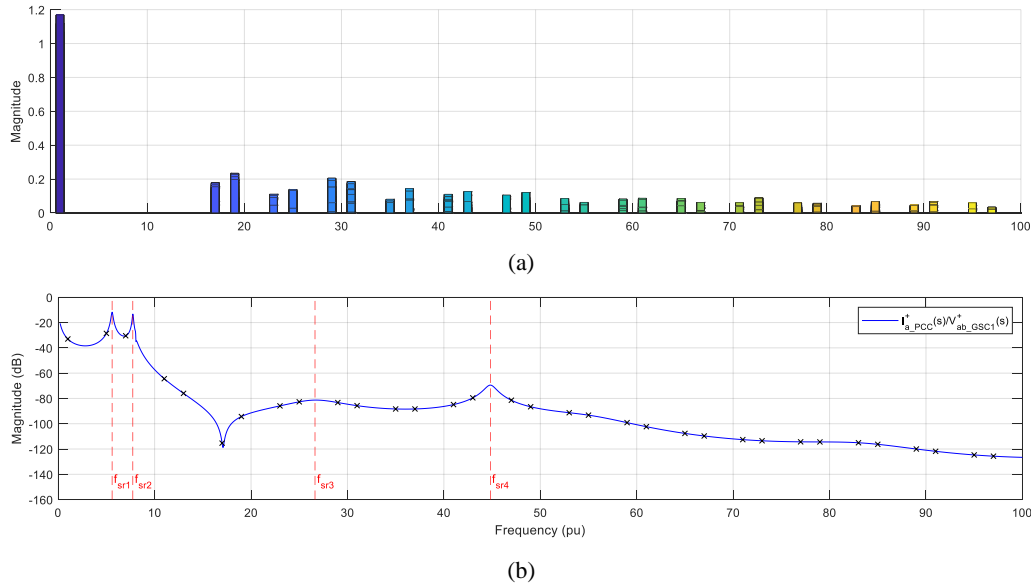 1.2
1
0.8
0.6
0.4
0.2
0
Magnitude
0 10 20 30 40 50 60 70 80 90 100
(a)
0
-20
-40
-60
-80
-100
-120
-140
-160
Magnitude (dB)
I+a_PCC(s)/V+ab_GSC1(s)
fsr1 fsr2 fsr3 fsr4
0 10 20 30 40 50 60 70 80 90 100
Frequency (pu)
(b)